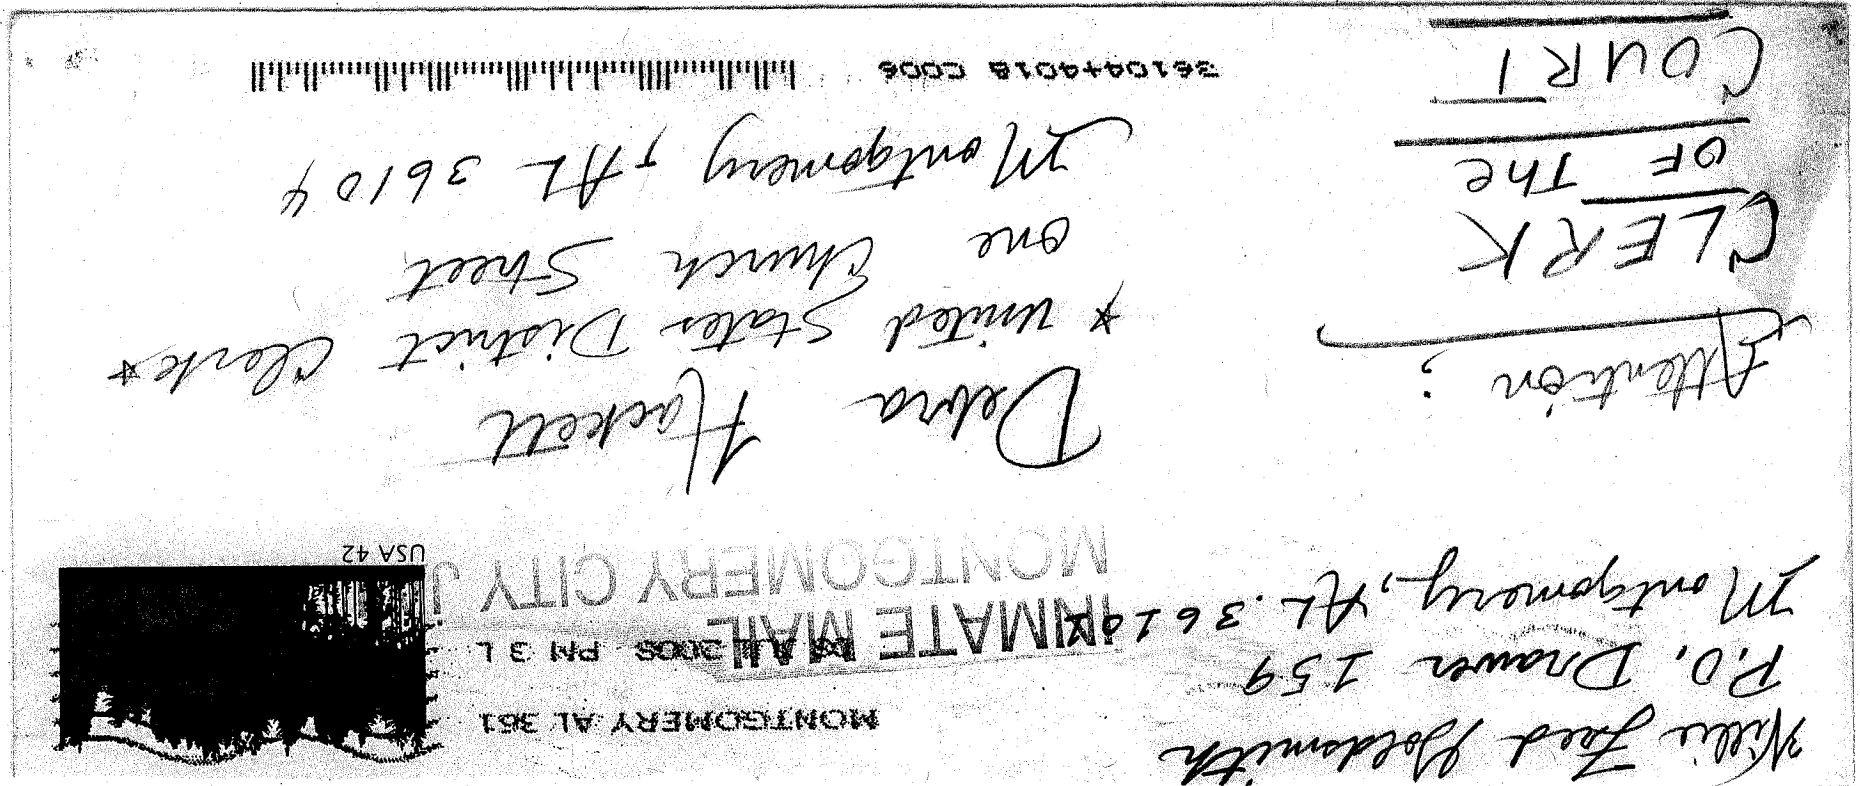 Willie Fred Goldsmith
P.O. Drawer 159
Montgomery, AL. 36101
MONTGOMERY AL 361
JUL 2008 PM 3 L
INMATE MAIL
MONTGOMERY CITY J
USA 42
Debra Hackett
* United States District Clerk *
One Church Street
Montgomery, AL 36104
Attention:
CLERK
OF The
COURT
36104+4018 C006